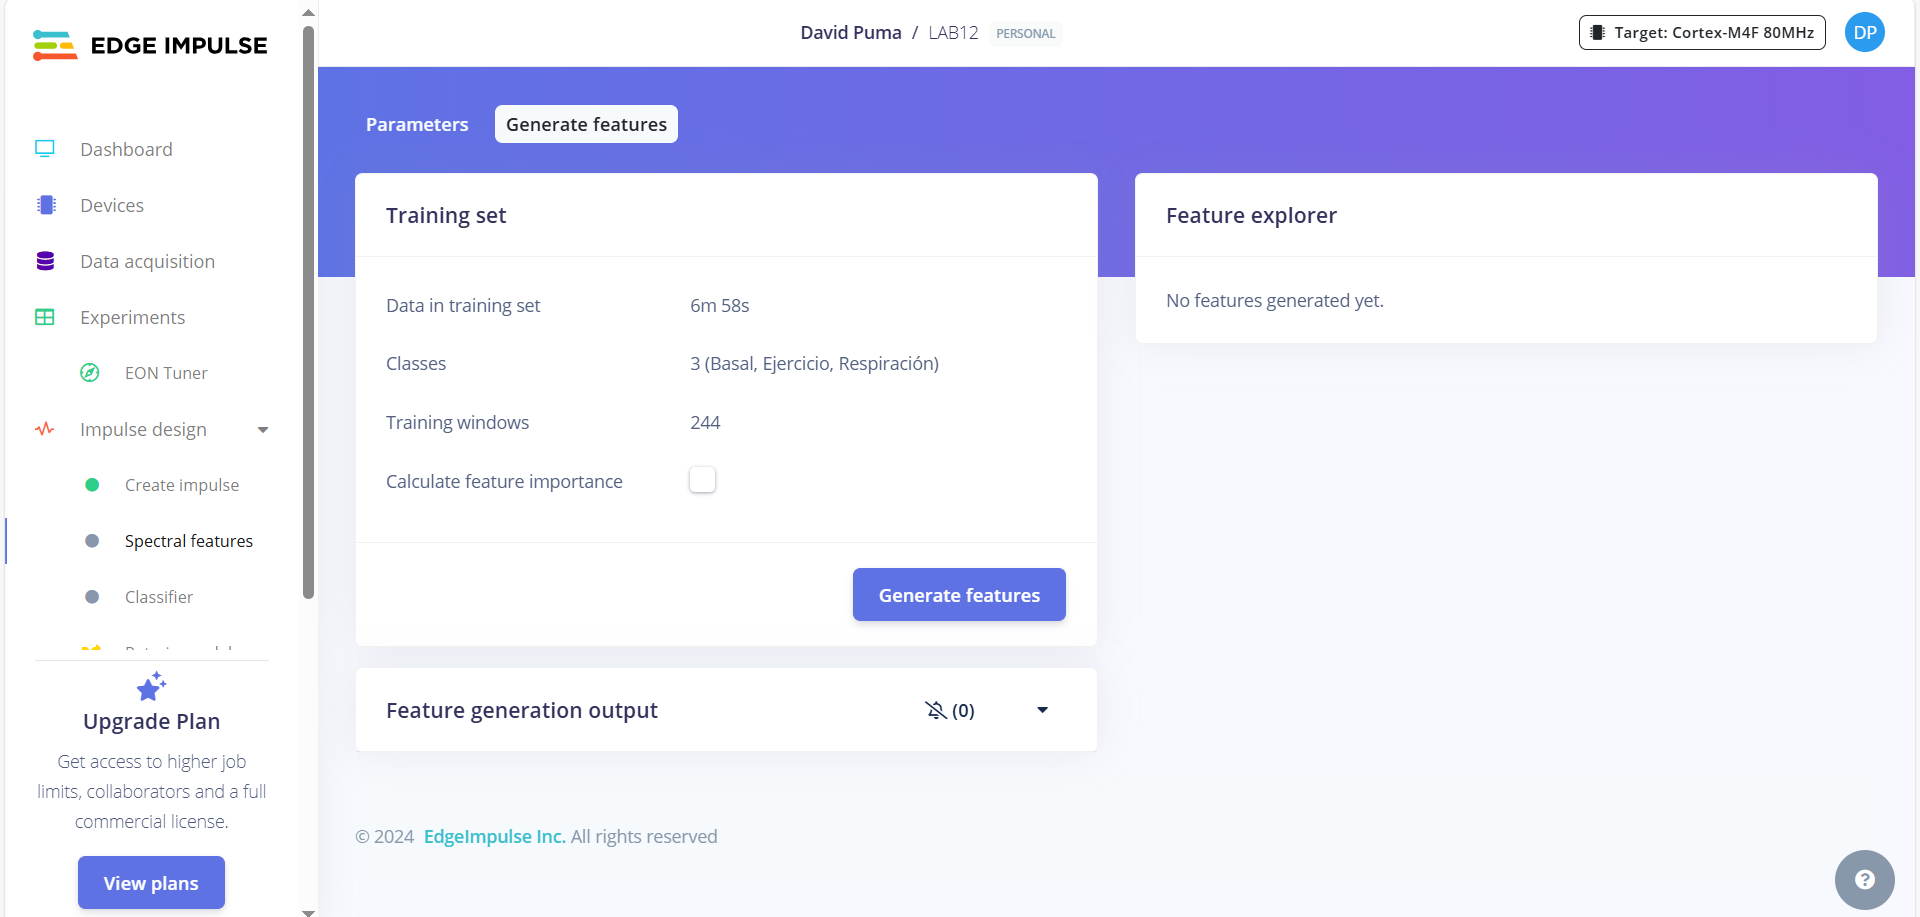 EDGE IMPULSE
David Puma / LAB12 PERSONAL
Target: Cortex-M4F 80MHz
DP
Dashboard
Devices
Data acquisition
Experiments
EON Tuner
Impulse design
Create impulse
Spectral features
Classifier
Upgrade Plan
Get access to higher job
limits, collaborators and a full
commercial license.
View plans
Parameters
Generate features
Training set
Data in training set 6m 58s
Classes 3 (Basal, Ejercicio, Respiración)
Training windows 244
Calculate feature importance
Generate features
Feature generation output (0)
Feature explorer
No features generated yet.
© 2024 EdgeImpulse Inc. All rights reserved
?